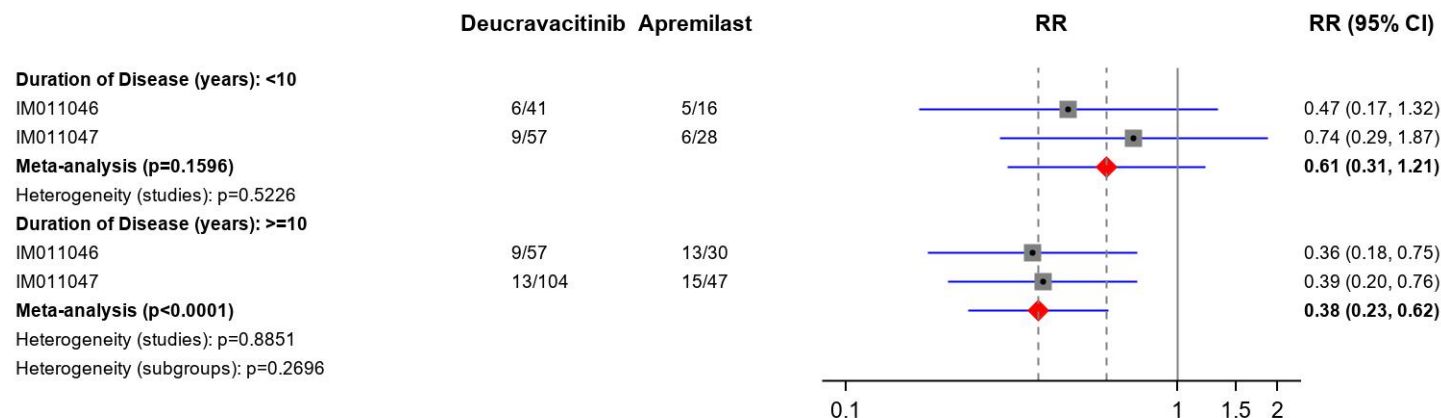 Deucravacitinib Apremilast RR RR (95% CI)
Duration of Disease (years): <10
IM011046 6/41 5/16 0.47 (0.17, 1.32)
IM011047 9/57 6/28 0.74 (0.29, 1.87)
Meta-analysis (p=0.1596) 0.61 (0.31, 1.21)
Heterogeneity (studies): p=0.5226
Duration of Disease (years): >=10
IM011046 9/57 13/30 0.36 (0.18, 0.75)
IM011047 13/104 15/47 0.39 (0.20, 0.76)
Meta-analysis (p<0.0001) 0.38 (0.23, 0.62)
Heterogeneity (studies): p=0.8851
Heterogeneity (subgroups): p=0.2696
0.1 1 1.5 2